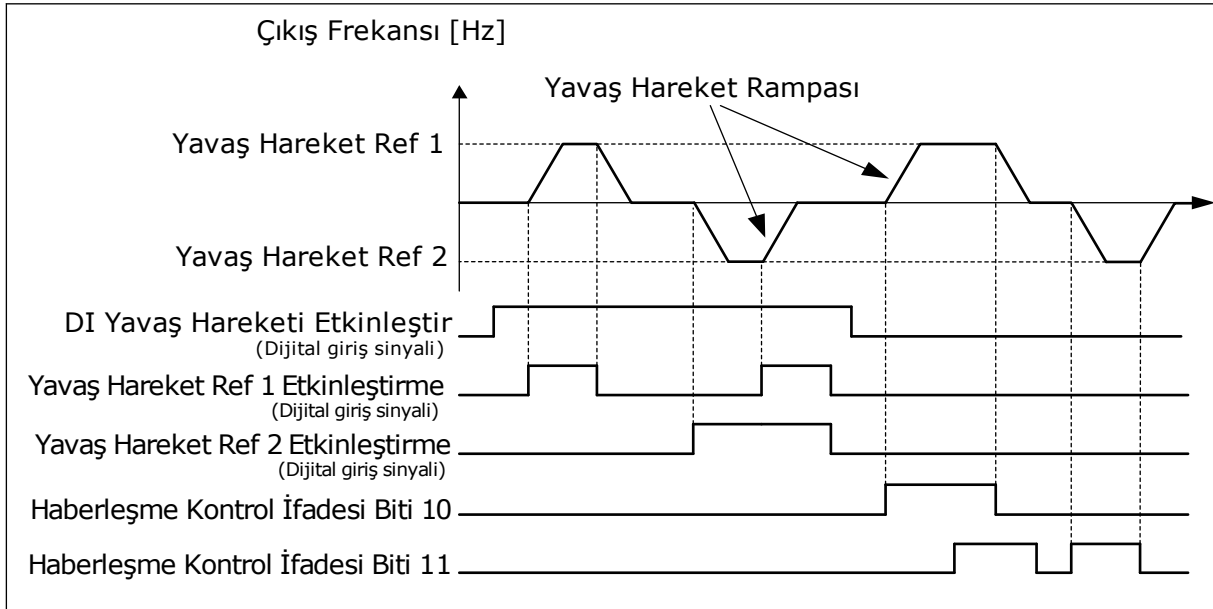 Çıkış Frekansı [Hz]
Yavaş Hareket Rampası
Yavaş Hareket Ref 1
Yavaş Hareket Ref 2
DI Yavaş Hareketi Etkinleştir
(Dijital giriş sinyali)
Yavaş Hareket Ref 1 Etkinleştirme
(Dijital giriş sinyali)
Yavaş Hareket Ref 2 Etkinleştirme
(Dijital giriş sinyali)
Haberleşme Kontrol İfadesi Biti 10
Haberleşme Kontrol İfadesi Biti 11